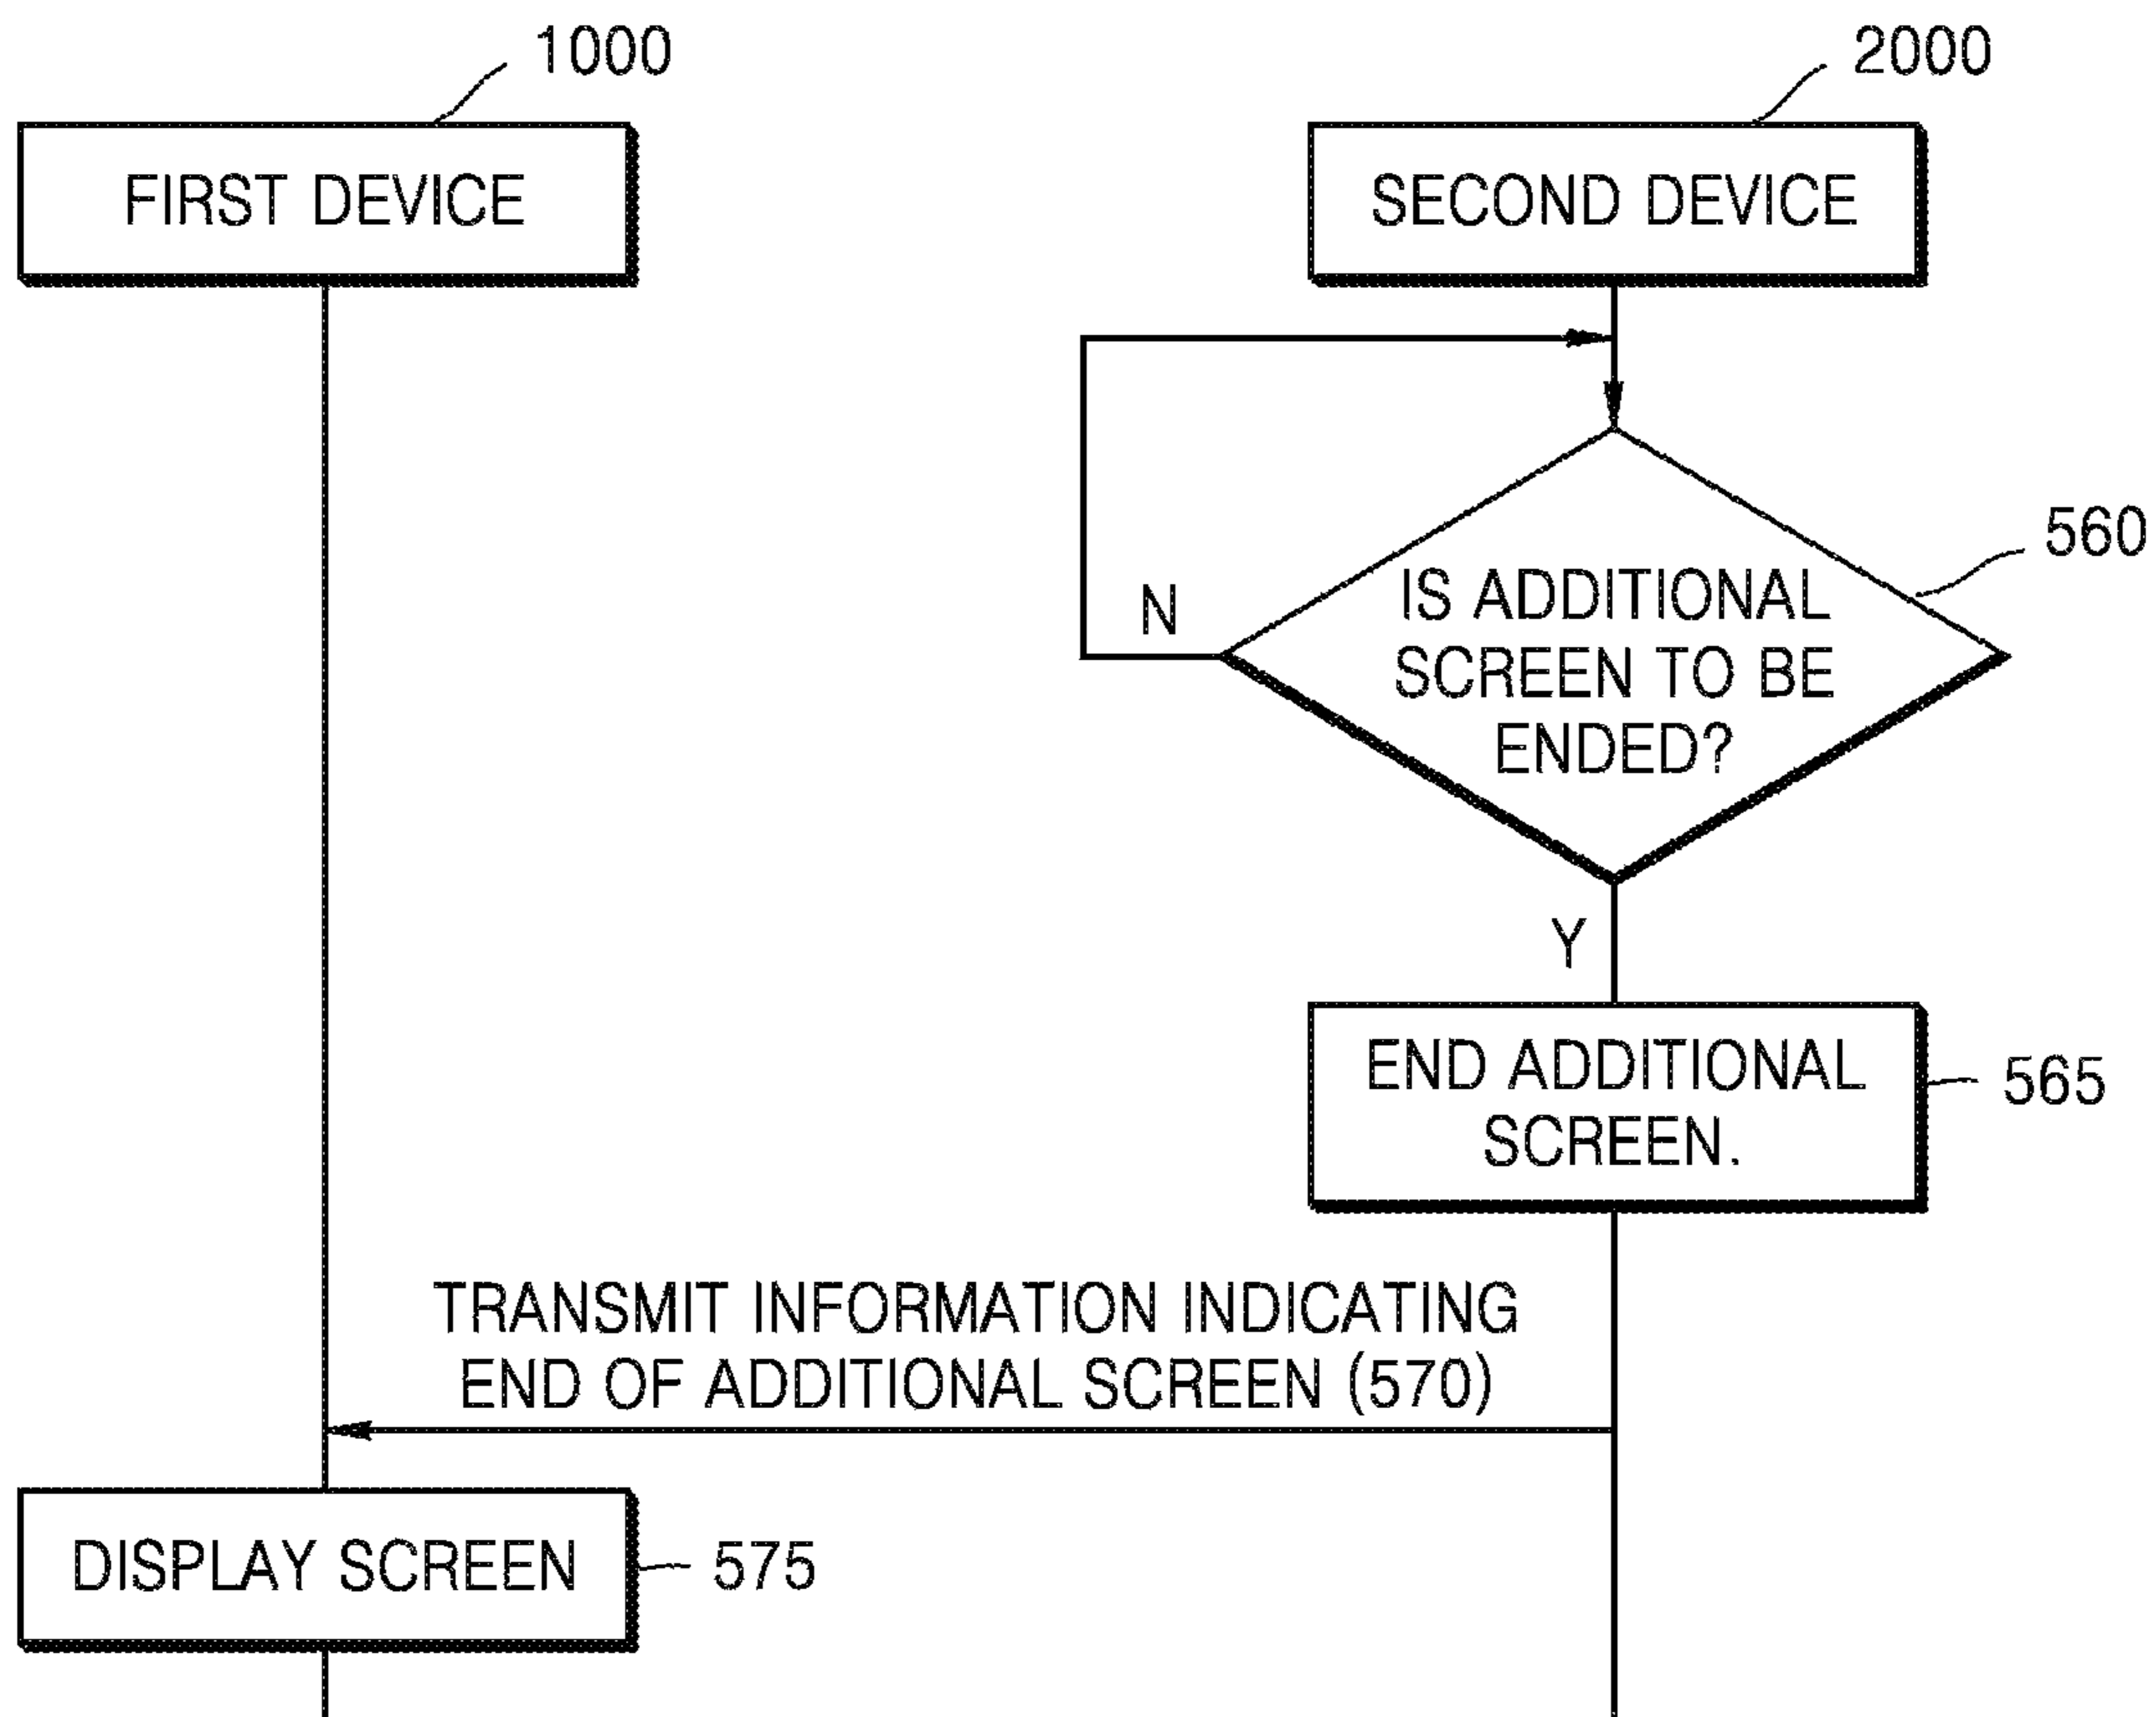 1000
2000
FIRST DEVICE
SECOND DEVICE
560
IS ADDITIONAL
SCREEN TO BE
ENDED?
N
Y
END ADDITIONAL
SCREEN.
565
TRANSMIT INFORMATION INDICATING
END OF ADDITIONAL SCREEN (570)
DISPLAY SCREEN
575